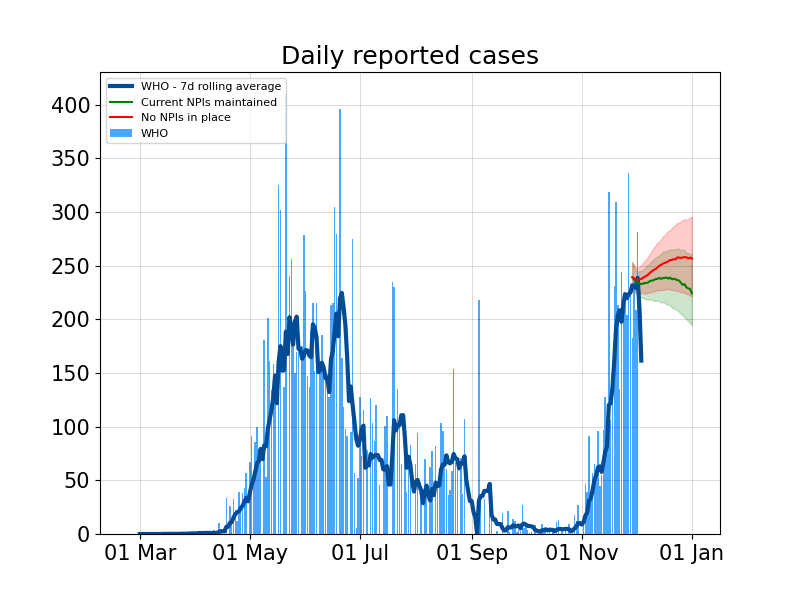 Daily reported cases
WHO - 7d rolling average
Current NPIs maintained
No NPIs in place
WHO
400
350
300
250
200
150
100
50
0
01 Mar
01 May
01 Jul
01 Sep
01 Nov
01 Jan